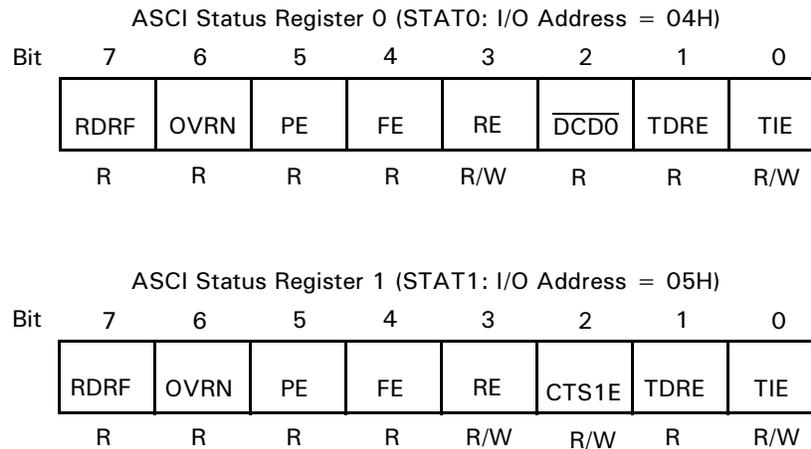 ASCI Status Register 0 (STAT0: I/O Address = 04H)
Bit 7 6 5 4 3 2 1 0
RDRF OVRN PE FE RE D̅C̅D̅0̅ TDRE TIE
R R R R R/W R R R/W
ASCI Status Register 1 (STAT1: I/O Address = 05H)
Bit 7 6 5 4 3 2 1 0
RDRF OVRN PE FE RE CTS1E TDRE TIE
R R R R R/W R/W R R/W